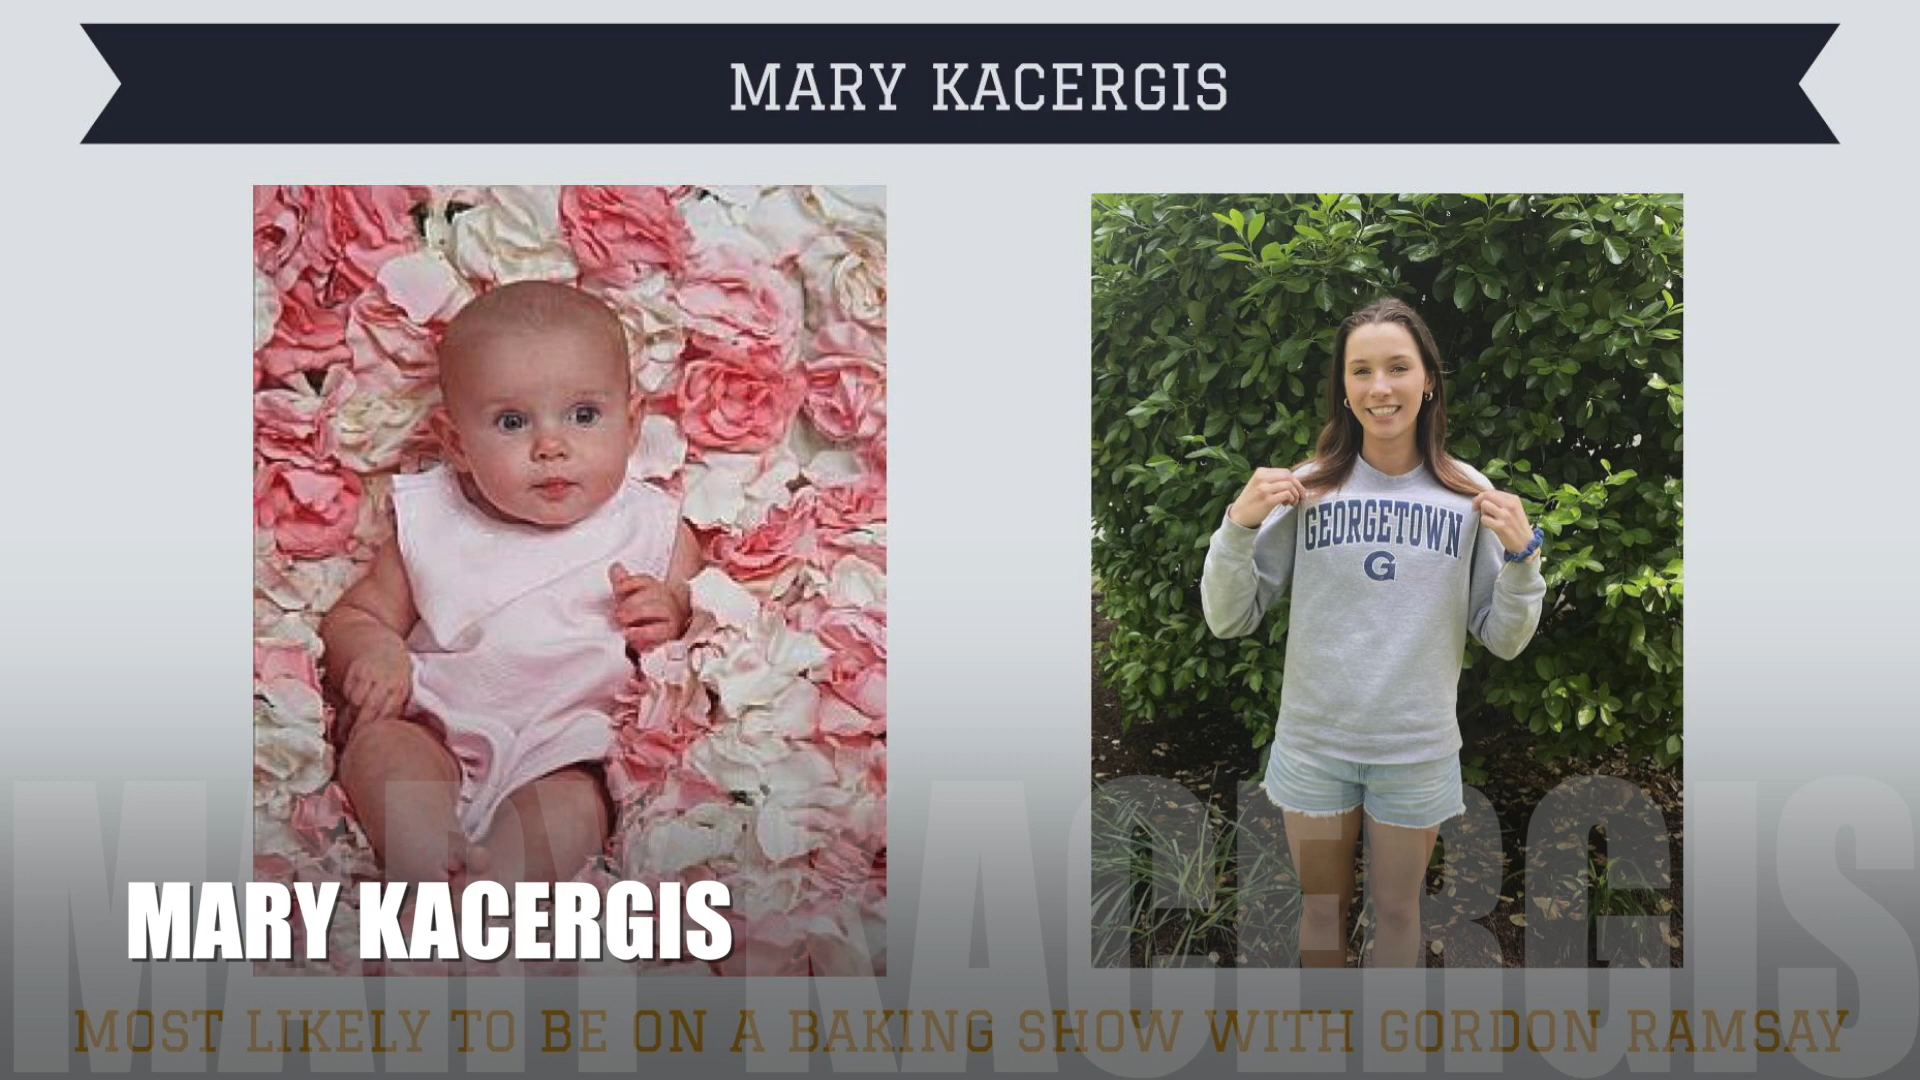 MARY KACERGIS
GEORGETOWN
G
MARY KACERGIS
MARY KACERGIS
MOST LIKELY TO BE ON A BAKING SHOW WITH GORDON RAMSAY